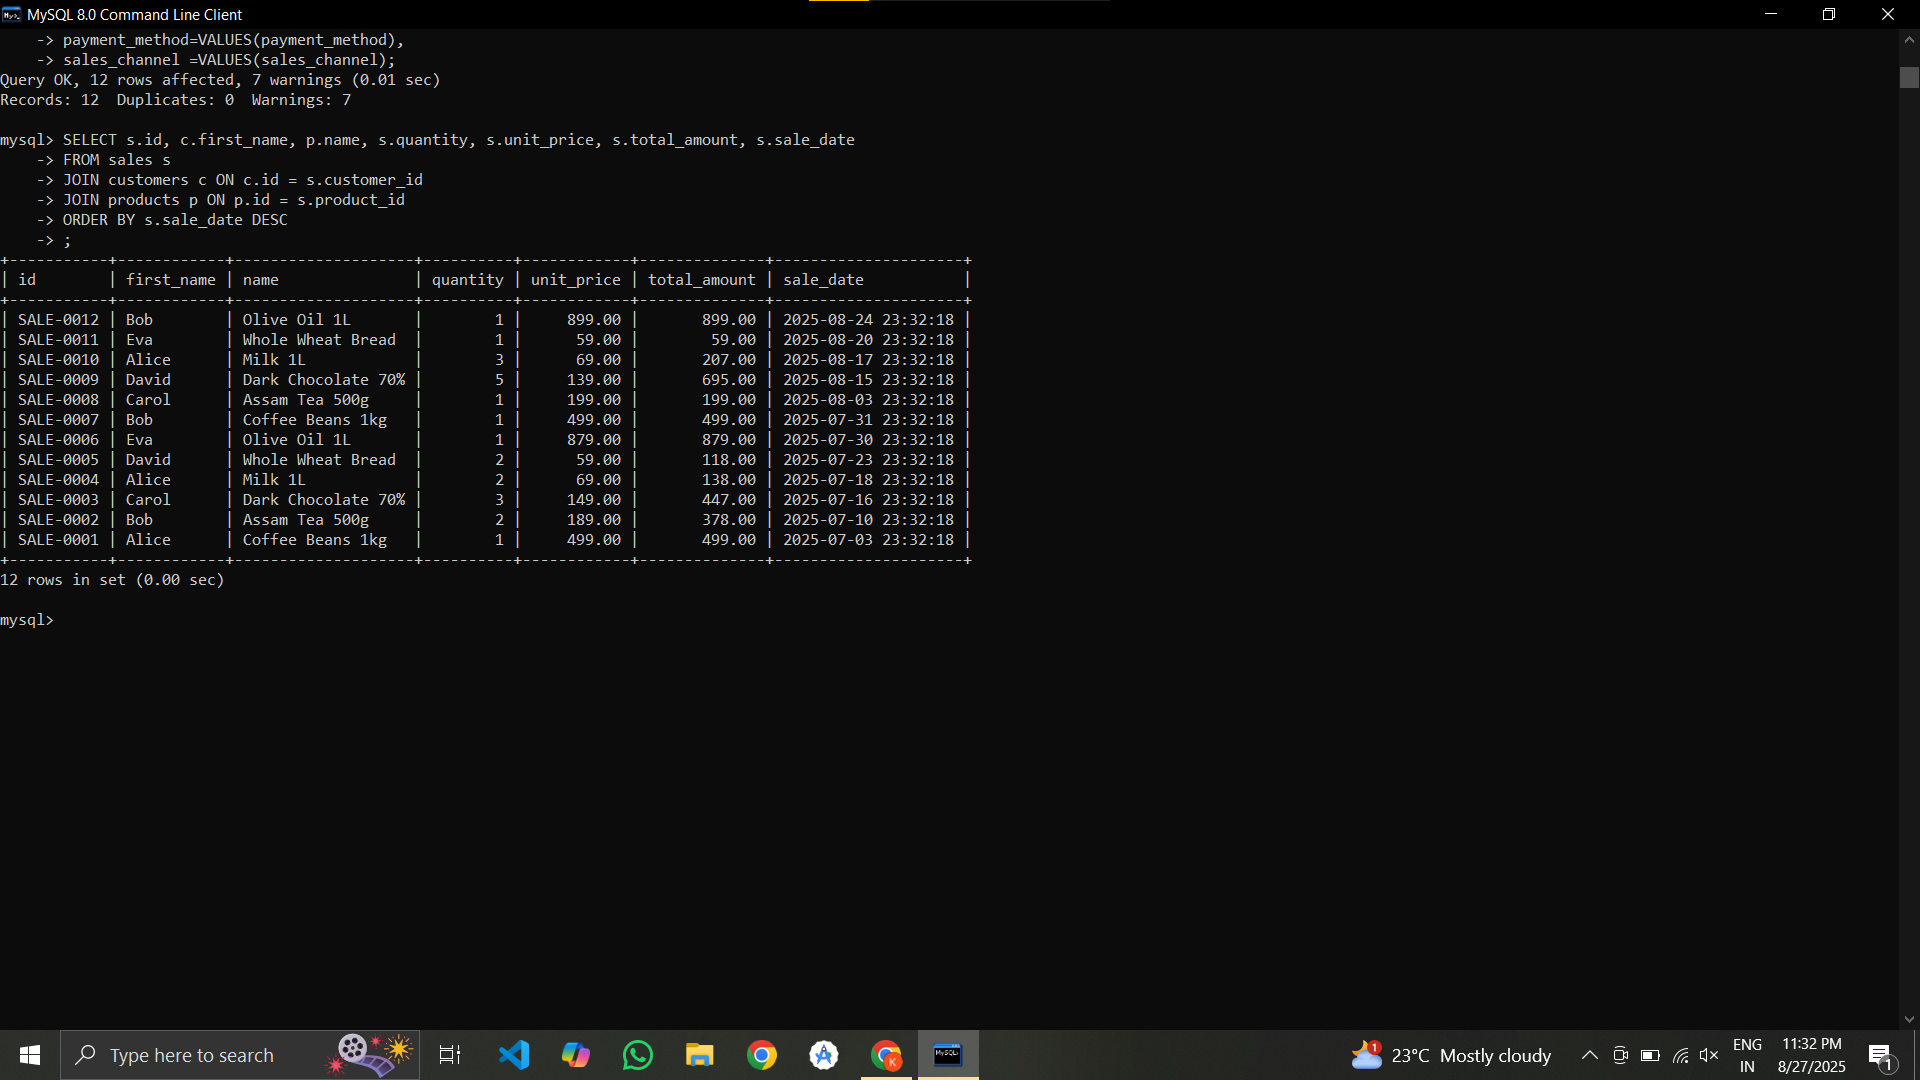 MySQL 8.0 Command Line Client
    -> payment_method=VALUES(payment_method),
    -> sales_channel =VALUES(sales_channel);
Query OK, 12 rows affected, 7 warnings (0.01 sec)
Records: 12  Duplicates: 0  Warnings: 7
mysql> SELECT s.id, c.first_name, p.name, s.quantity, s.unit_price, s.total_amount, s.sale_date
    -> FROM sales s
    -> JOIN customers c ON c.id = s.customer_id
    -> JOIN products p ON p.id = s.product_id
    -> ORDER BY s.sale_date DESC
    -> ;
+-----------+------------+--------------------+----------+------------+--------------+---------------------+
| id        | first_name | name               | quantity | unit_price | total_amount | sale_date           |
+-----------+------------+--------------------+----------+------------+--------------+---------------------+
| SALE-0012 | Bob        | Olive Oil 1L       |        1 |     899.00 |       899.00 | 2025-08-24 23:32:18 |
| SALE-0011 | Eva        | Whole Wheat Bread  |        1 |      59.00 |        59.00 | 2025-08-20 23:32:18 |
| SALE-0010 | Alice      | Milk 1L            |        3 |      69.00 |       207.00 | 2025-08-17 23:32:18 |
| SALE-0009 | David      | Dark Chocolate 70% |        5 |     139.00 |       695.00 | 2025-08-15 23:32:18 |
| SALE-0008 | Carol      | Assam Tea 500g     |        1 |     199.00 |       199.00 | 2025-08-03 23:32:18 |
| SALE-0007 | Bob        | Coffee Beans 1kg   |        1 |     499.00 |       499.00 | 2025-07-31 23:32:18 |
| SALE-0006 | Eva        | Olive Oil 1L       |        1 |     879.00 |       879.00 | 2025-07-30 23:32:18 |
| SALE-0005 | David      | Whole Wheat Bread  |        2 |      59.00 |       118.00 | 2025-07-23 23:32:18 |
| SALE-0004 | Alice      | Milk 1L            |        2 |      69.00 |       138.00 | 2025-07-18 23:32:18 |
| SALE-0003 | Carol      | Dark Chocolate 70% |        3 |     149.00 |       447.00 | 2025-07-16 23:32:18 |
| SALE-0002 | Bob        | Assam Tea 500g     |        2 |     189.00 |       378.00 | 2025-07-10 23:32:18 |
| SALE-0001 | Alice      | Coffee Beans 1kg   |        1 |     499.00 |       499.00 | 2025-07-03 23:32:18 |
+-----------+------------+--------------------+----------+------------+--------------+---------------------+
12 rows in set (0.00 sec)
mysql>
Type here to search
K
MySQL
1
23°C Mostly cloudy
ENG
IN
11:32 PM
8/27/2025
1